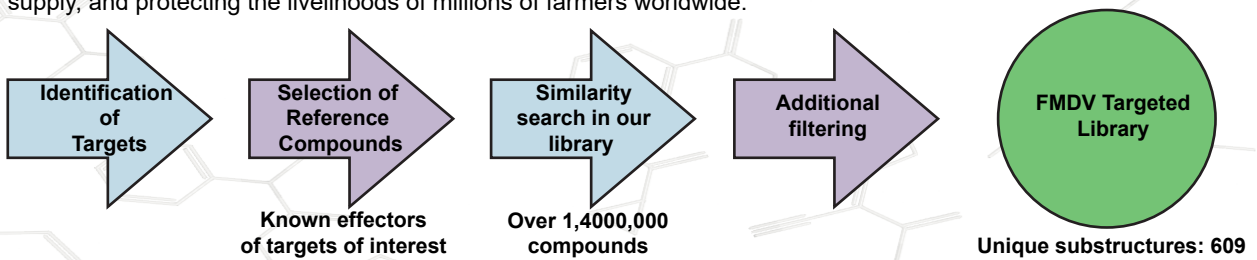 supply, and protecting the livelihoods of millions of farmers worldwide.
Identification
of
Targets
Selection of
Reference
Compounds
Known effectors
of targets of interest
Similarity
search in our
library
Over 1,4000,000
compounds
Additional
filtering
FMDV Targeted
Library
Unique substructures: 609